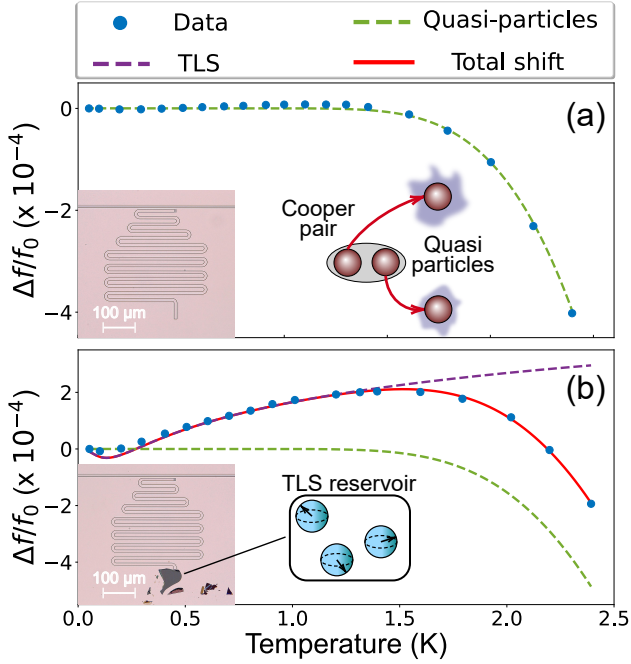 Data
Quasi-particles
TLS
Total shift
(a)
0
−2
−4
Δf/f₀ (x 10⁻⁴)
Cooper
pair
Quasi
particles
100 µm
(b)
2
0
−2
−4
Δf/f₀ (x 10⁻⁴)
TLS reservoir
100 µm
0.0 0.5 1.0 1.5 2.0 2.5
Temperature (K)